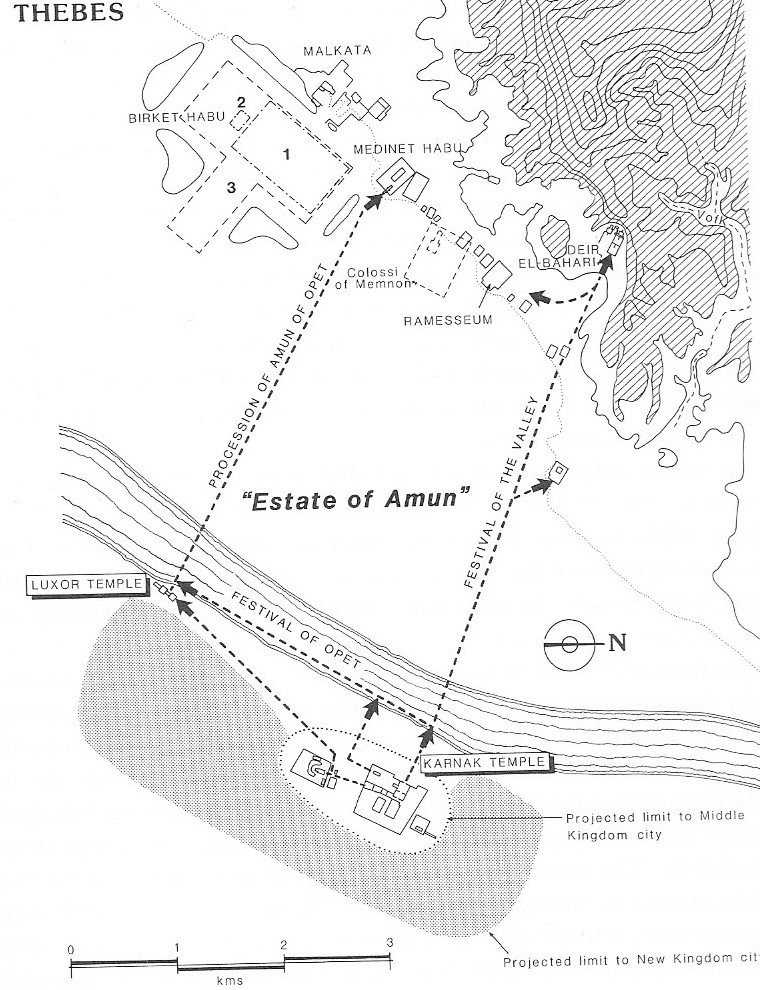 THEBES
MALKATA
BIRKET HABU
2
1
3
MEDINET HABU
DEIR
EL-BAHARI
Colossi
of Memnon
RAMESSEUM
PROCESSION OF AMUN OF OPET
FESTIVAL OF THE VALLEY
"Estate of Amun"
LUXOR TEMPLE
FESTIVAL OF OPET
N
KARNAK TEMPLE
Projected limit to Middle
Kingdom city
0 1 2 3
kms
Projected limit to New Kingdom